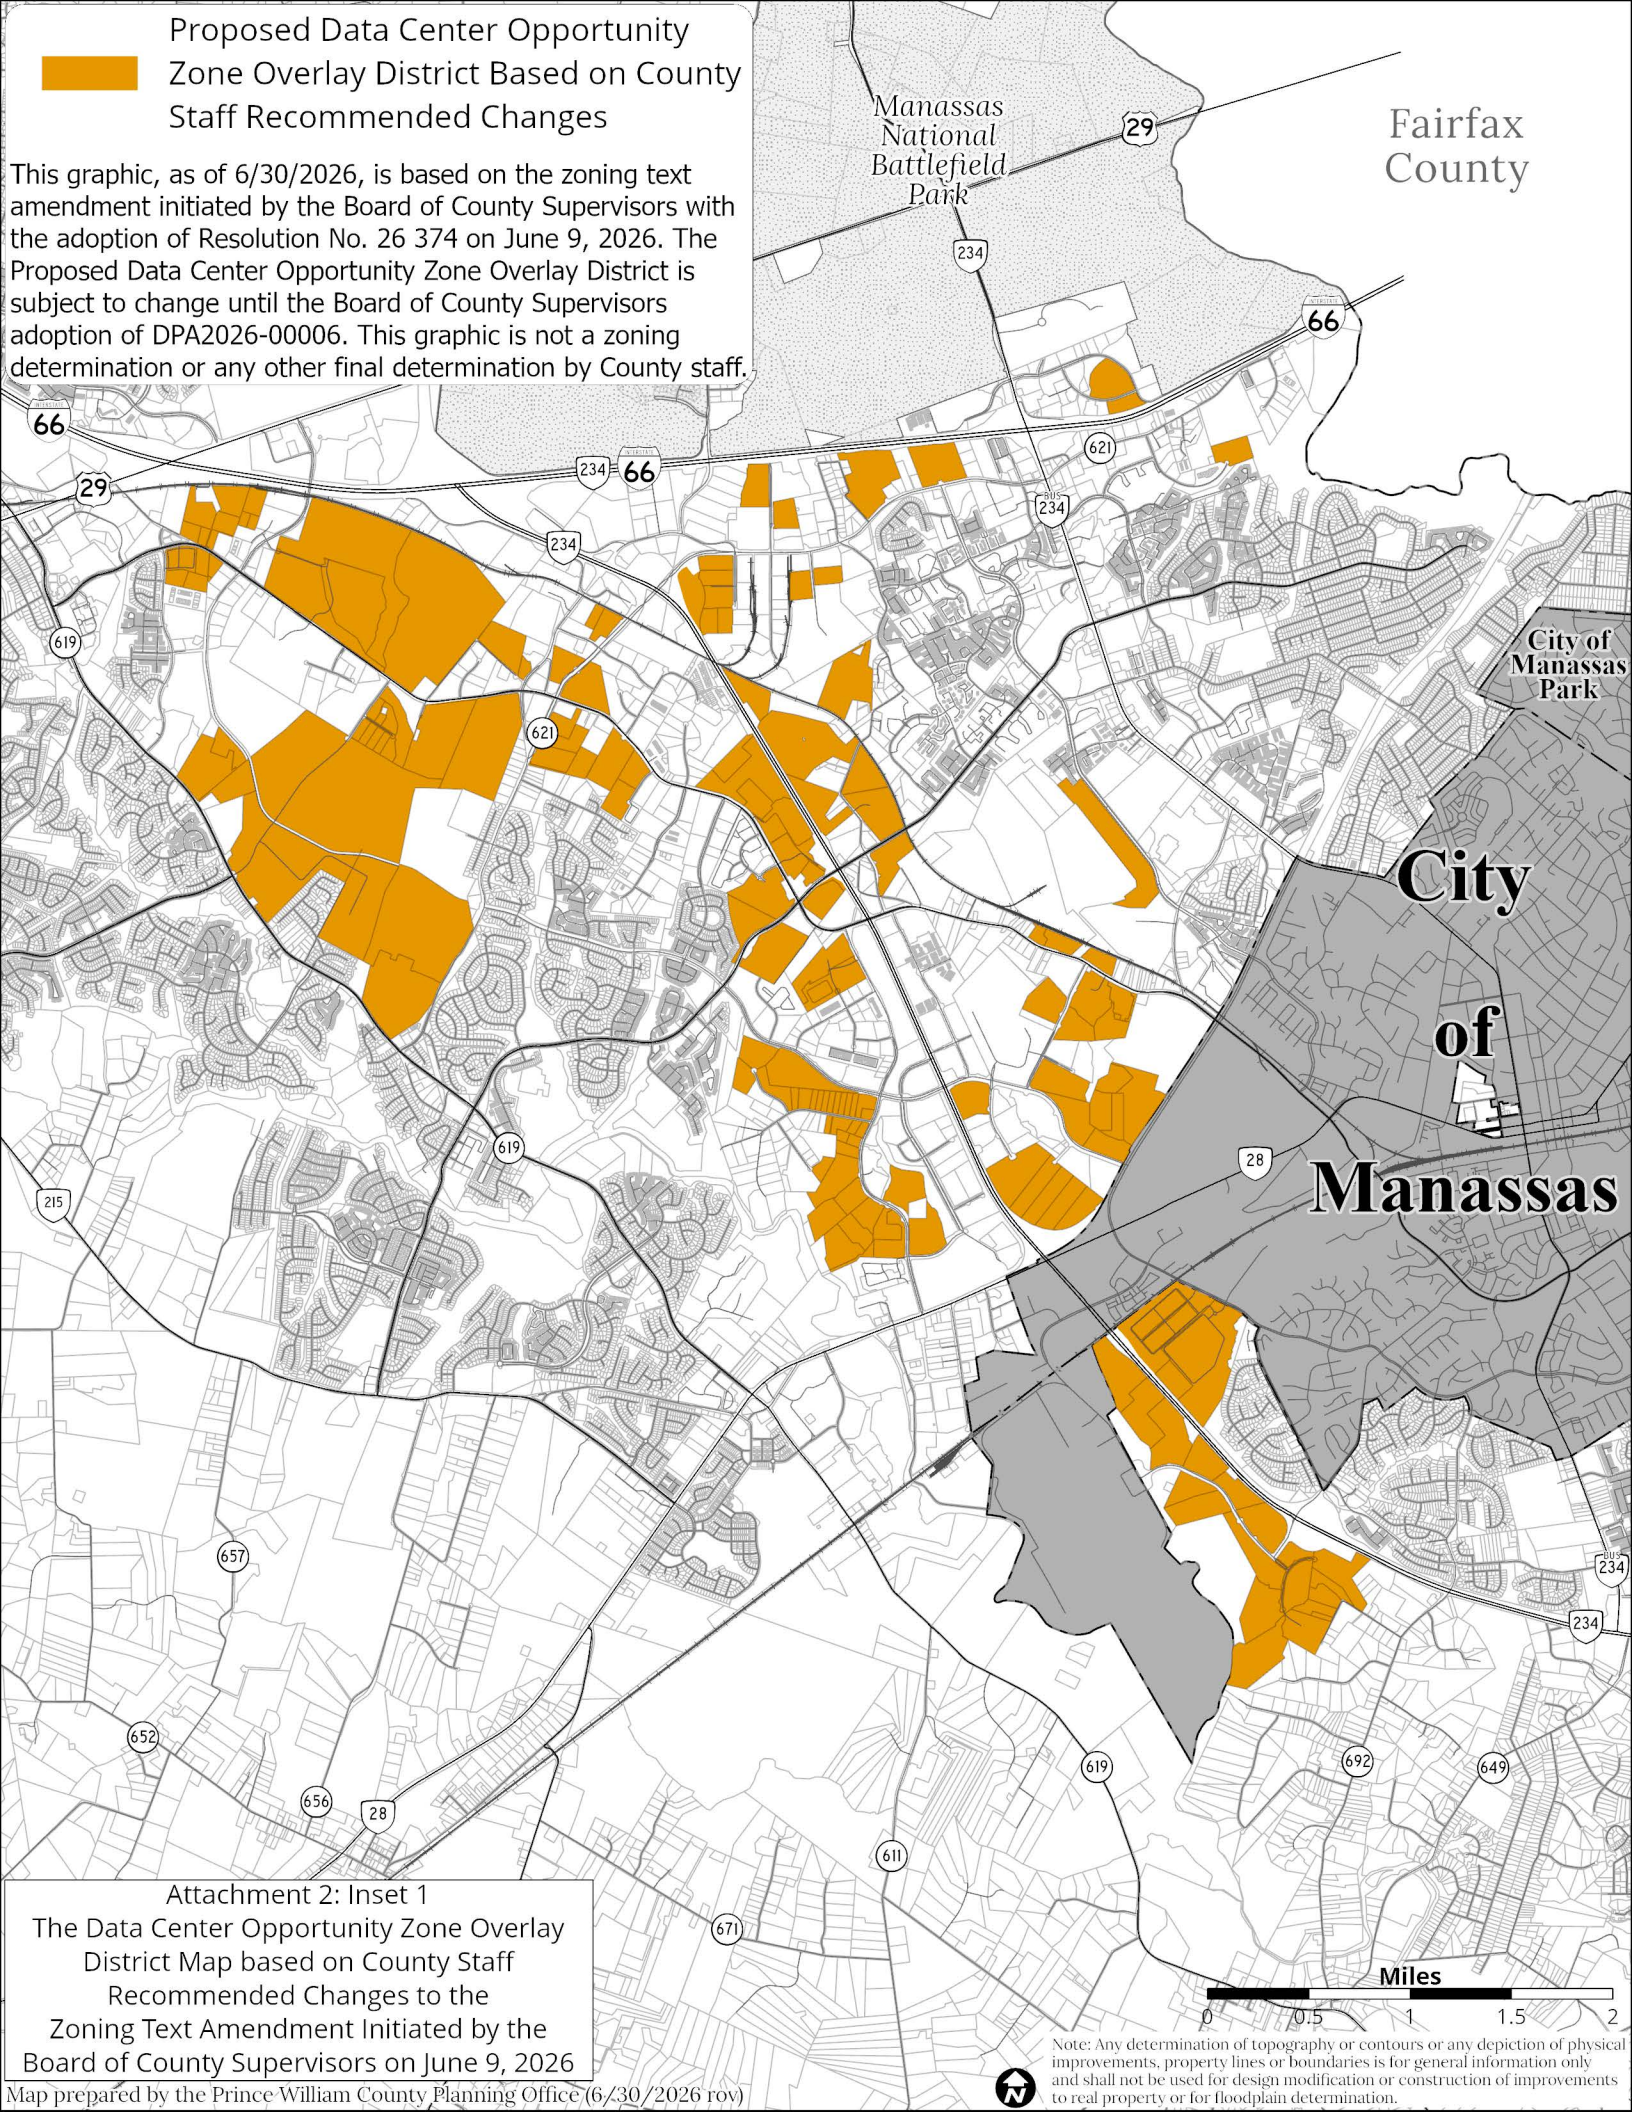 Proposed Data Center Opportunity
Zone Overlay District Based on County
Staff Recommended Changes
This graphic, as of 6/30/2026, is based on the zoning text
amendment initiated by the Board of County Supervisors with
the adoption of Resolution No. 26 374 on June 9, 2026. The
Proposed Data Center Opportunity Zone Overlay District is
subject to change until the Board of County Supervisors
adoption of DPA2026-00006. This graphic is not a zoning
determination or any other final determination by County staff.
Manassas
National
Battlefield
Park
29
Fairfax
County
234
INTERSTATE
66
INTERSTATE
66
621
234
INTERSTATE
66
29
BUS
234
234
619
City of
Manassas
Park
621
City
of
Manassas
28
619
215
657
BUS
234
234
652
656
28
619
692
649
611
671
Attachment 2: Inset 1
The Data Center Opportunity Zone Overlay
District Map based on County Staff
Recommended Changes to the
Zoning Text Amendment Initiated by the
Board of County Supervisors on June 9, 2026
Map prepared by the Prince William County Planning Office (6/30/2026 rov)
Miles
0 0.5 1 1.5 2
N
Note: Any determination of topography or contours or any depiction of physical
improvements, property lines or boundaries is for general information only
and shall not be used for design modification or construction of improvements
to real property or for floodplain determination.